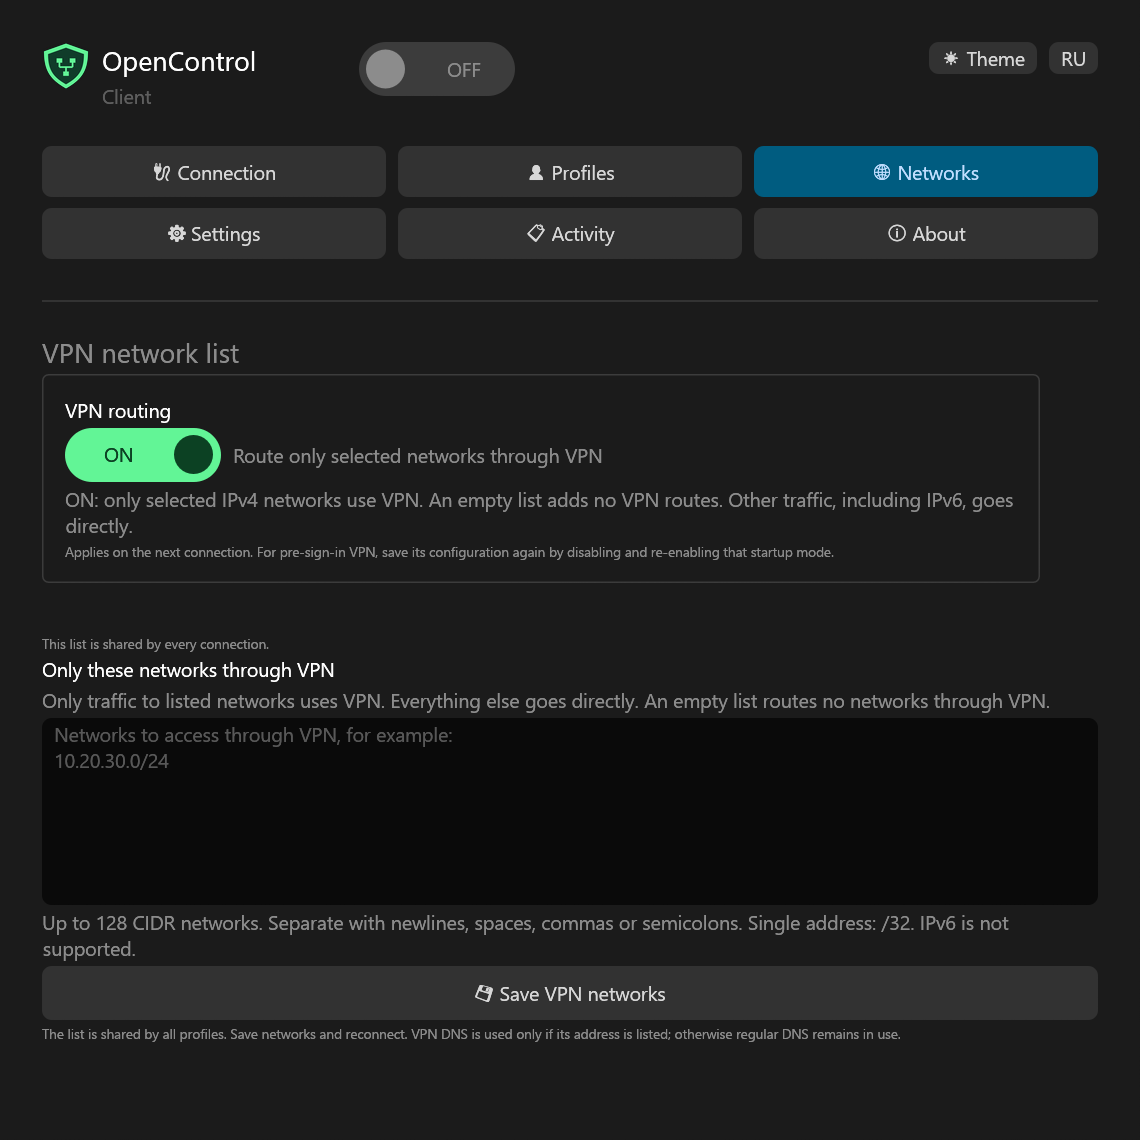 OpenControl
Client
OFF
Theme
RU
Connection
Profiles
Networks
Settings
Activity
About
VPN network list
VPN routing
ON
Route only selected networks through VPN
ON: only selected IPv4 networks use VPN. An empty list adds no VPN routes. Other traffic, including IPv6, goes
directly.
Applies on the next connection. For pre-sign-in VPN, save its configuration again by disabling and re-enabling that startup mode.
This list is shared by every connection.
Only these networks through VPN
Only traffic to listed networks uses VPN. Everything else goes directly. An empty list routes no networks through VPN.
Networks to access through VPN, for example:
10.20.30.0/24
Up to 128 CIDR networks. Separate with newlines, spaces, commas or semicolons. Single address: /32. IPv6 is not
supported.
Save VPN networks
The list is shared by all profiles. Save networks and reconnect. VPN DNS is used only if its address is listed; otherwise regular DNS remains in use.